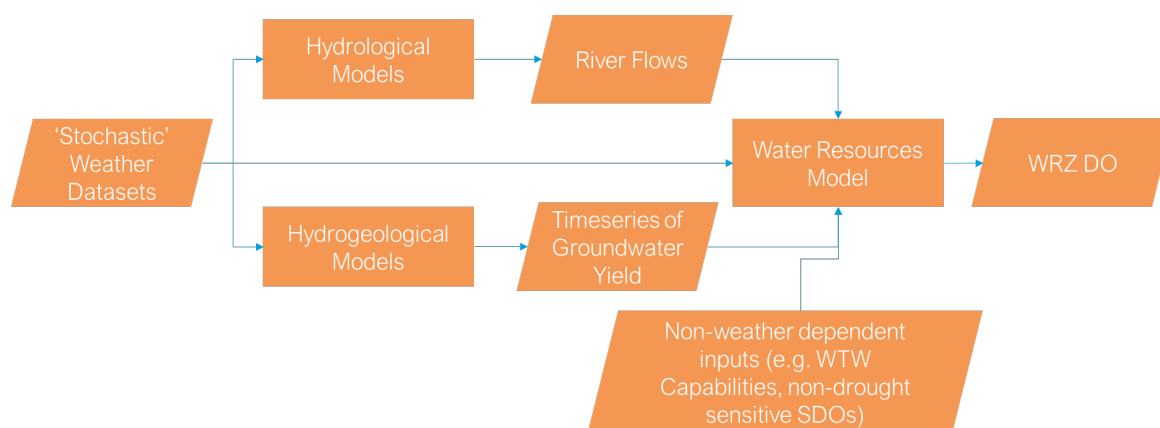 Hydrological
Models
River Flows
‘Stochastic’
Weather
Datasets
Water Resources
Model
WRZ DO
Hydrogeological
Models
Timeseries of
Groundwater
Yield
Non-weather dependent
inputs (e.g. WTW
Capabilities, non-drought
sensitive SDOs)